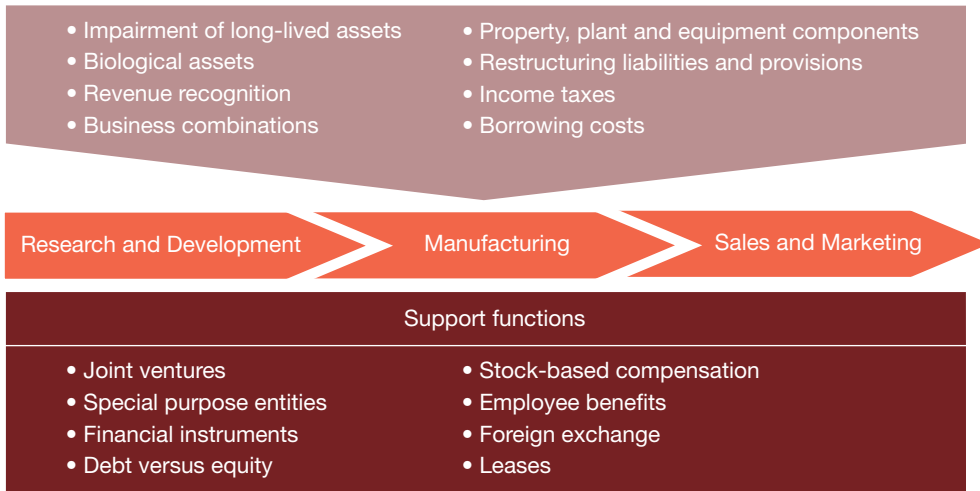 • Impairment of long-lived assets
• Biological assets
• Revenue recognition
• Business combinations
• Property, plant and equipment components
• Restructuring liabilities and provisions
• Income taxes
• Borrowing costs
Research and Development
Manufacturing
Sales and Marketing
Support functions
• Joint ventures
• Special purpose entities
• Financial instruments
• Debt versus equity
• Stock-based compensation
• Employee benefits
• Foreign exchange
• Leases